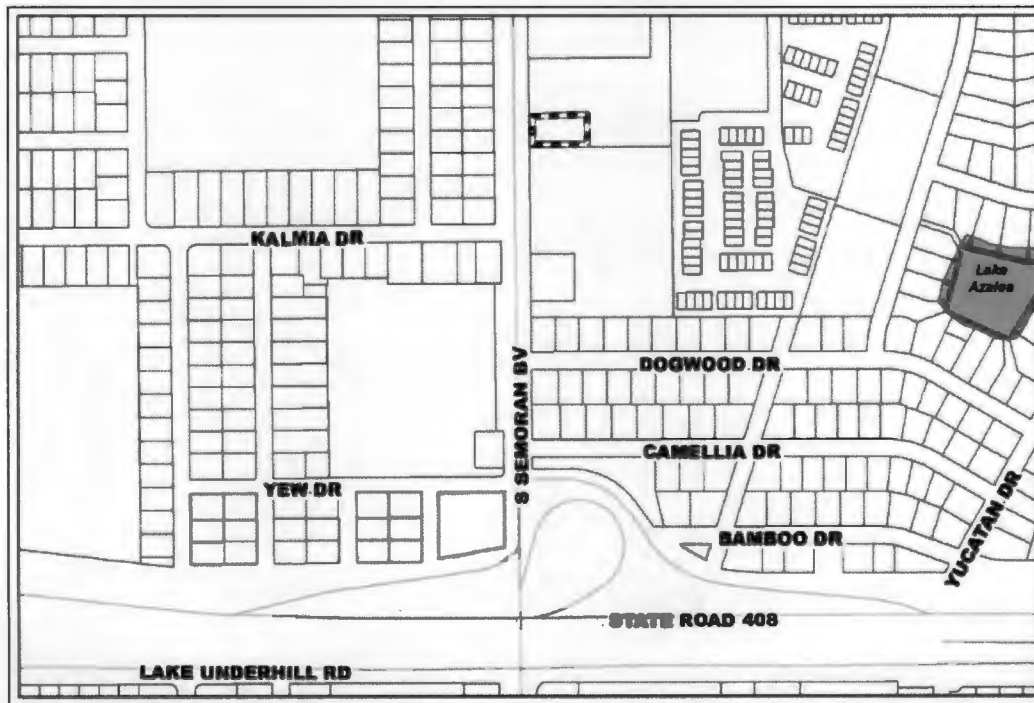 KALMIA DR
Lake
Azalea
DOGWOOD DR
S SEMORAN BV
CAMELLIA DR
YEW DR
BAMBOO DR
YUCATAN DR
STATE ROAD 408
LAKE UNDERHILL RD